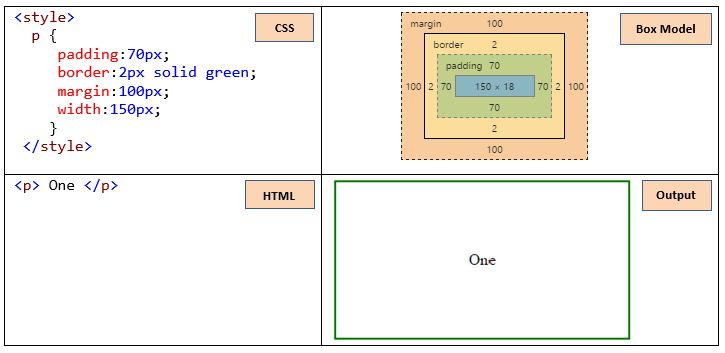 <style>
CSS
p {
padding:70px;
border:2px solid green;
margin:100px;
width:150px;
}
</style>
Box Model
margin 100
border 2
padding 70
100 2 70 150 × 18 70 2 100
70
2
100
<p> One </p>
HTML
Output
One